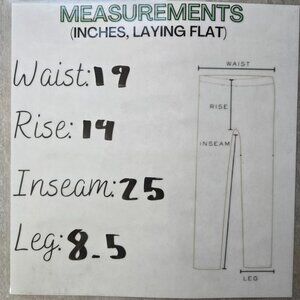 MEASUREMENTS
(INCHES, LAYING FLAT)
Waist: 19
Rise: 14
Inseam: 25
Leg: 8.5
WAIST
RISE
INSEAM
LEG